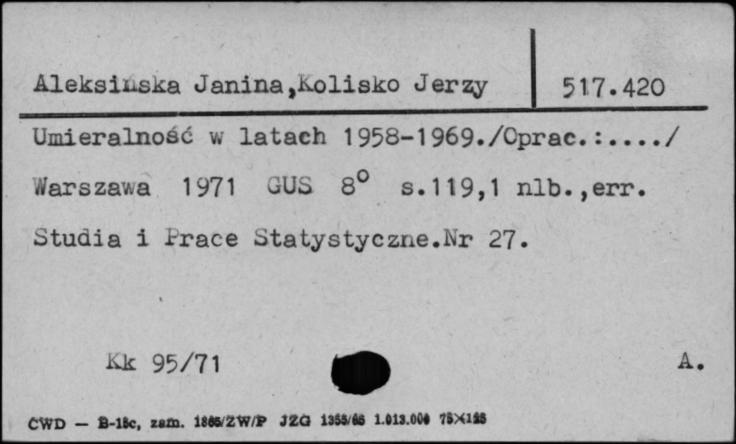 Aleksińska Janina,Kolisko Jerzy 517.420
Umieralność w latach 1958-1969./Oprac.:..../
Warszawa 1971 GUS 8° s.119,1 nlb.,err.
Studia i Prace Statystyczne.Nr 27.
Kk 95/71 A.
CWD — B-18c, zam. 1865/ZW/P JZG 1355/66 1.013.000 75×125